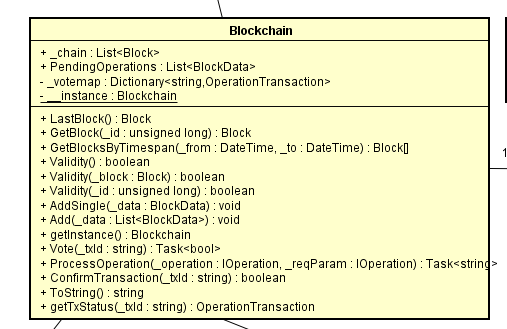 Blockchain
+ _chain : List<Block>
+ PendingOperations : List<BlockData>
- _votemap : Dictionary<string,OperationTransaction>
- __instance : Blockchain
+ LastBlock() : Block
+ GetBlock(_id : unsigned long) : Block
+ GetBlocksByTimespan(_from : DateTime, _to : DateTime) : Block[]
+ Validity() : boolean
+ Validity(_block : Block) : boolean
+ Validity(_id : unsigned long) : boolean
+ AddSingle(_data : BlockData) : void
+ Add(_data : List<BlockData>) : void
+ getInstance() : Blockchain
+ Vote(_txId : string) : Task<bool>
+ ProcessOperation(_operation : IOperation, _reqParam : IOperation) : Task<string>
+ ConfirmTransaction(_txId : string) : boolean
+ ToString() : string
+ getTxStatus(_txId : string) : OperationTransaction
1